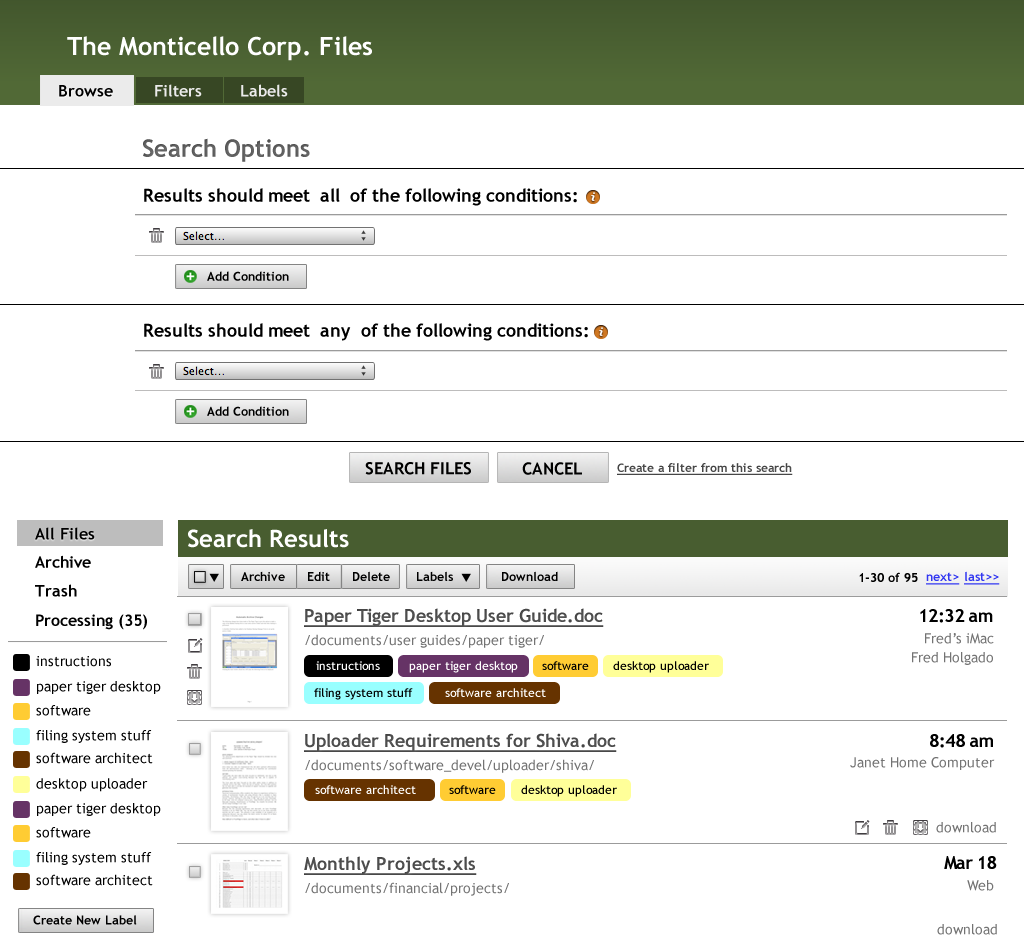 The Monticello Corp. Files
Browse Filters Labels
Search Options
Results should meet all of the following conditions:
Select...
Add Condition
Results should meet any of the following conditions:
Select...
Add Condition
SEARCH FILES CANCEL Create a filter from this search
All Files
Archive
Trash
Processing (35)
instructions
paper tiger desktop
software
filing system stuff
software architect
desktop uploader
paper tiger desktop
software
filing system stuff
software architect
Create New Label
Search Results
Archive Edit Delete Labels ▼ Download 1-30 of 95 next> last>>
Paper Tiger Desktop User Guide.doc 12:32 am
/documents/user guides/paper tiger/ Fred's iMac
instructions paper tiger desktop software desktop uploader Fred Holgado
filing system stuff software architect
Uploader Requirements for Shiva.doc 8:48 am
/documents/software_devel/uploader/shiva/ Janet Home Computer
software architect software desktop uploader
download
Monthly Projects.xls Mar 18
/documents/financial/projects/ Web
download